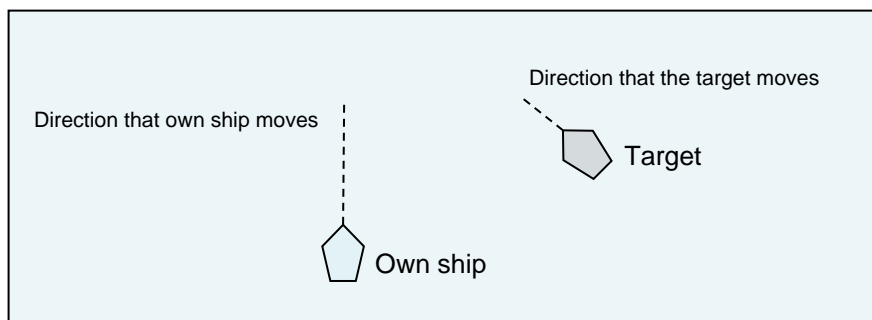 Direction that the target moves
Direction that own ship moves
Target
Own ship